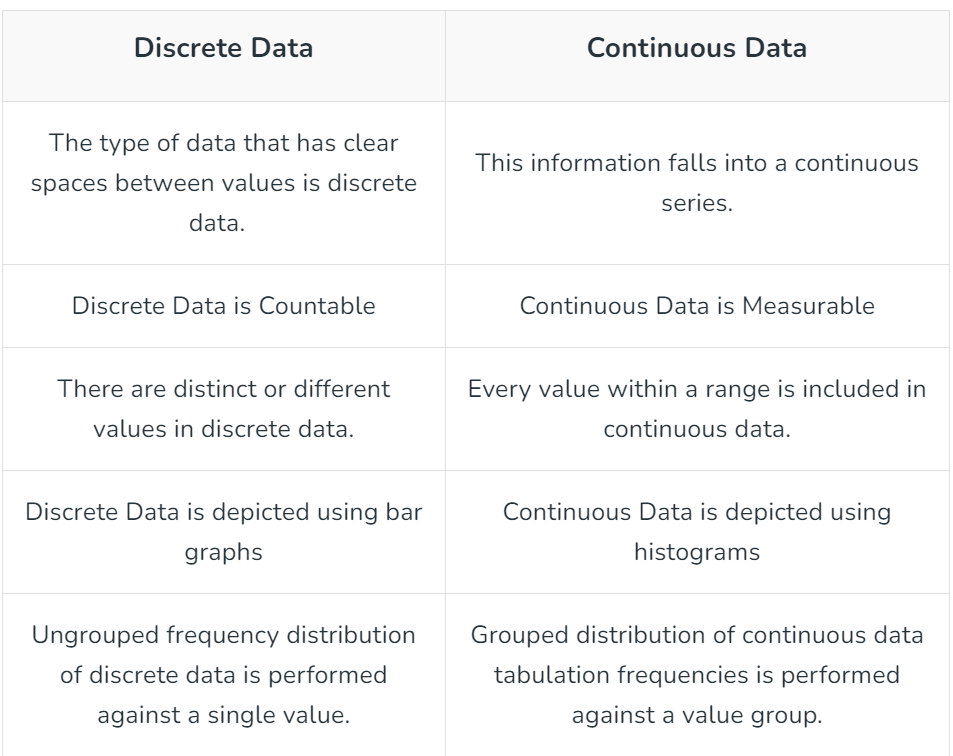 Discrete Data
Continuous Data
The type of data that has clear
spaces between values is discrete
data.
This information falls into a continuous
series.
Discrete Data is Countable
Continuous Data is Measurable
There are distinct or different
values in discrete data.
Every value within a range is included in
continuous data.
Discrete Data is depicted using bar
graphs
Continuous Data is depicted using
histograms
Ungrouped frequency distribution
of discrete data is performed
against a single value.
Grouped distribution of continuous data
tabulation frequencies is performed
against a value group.